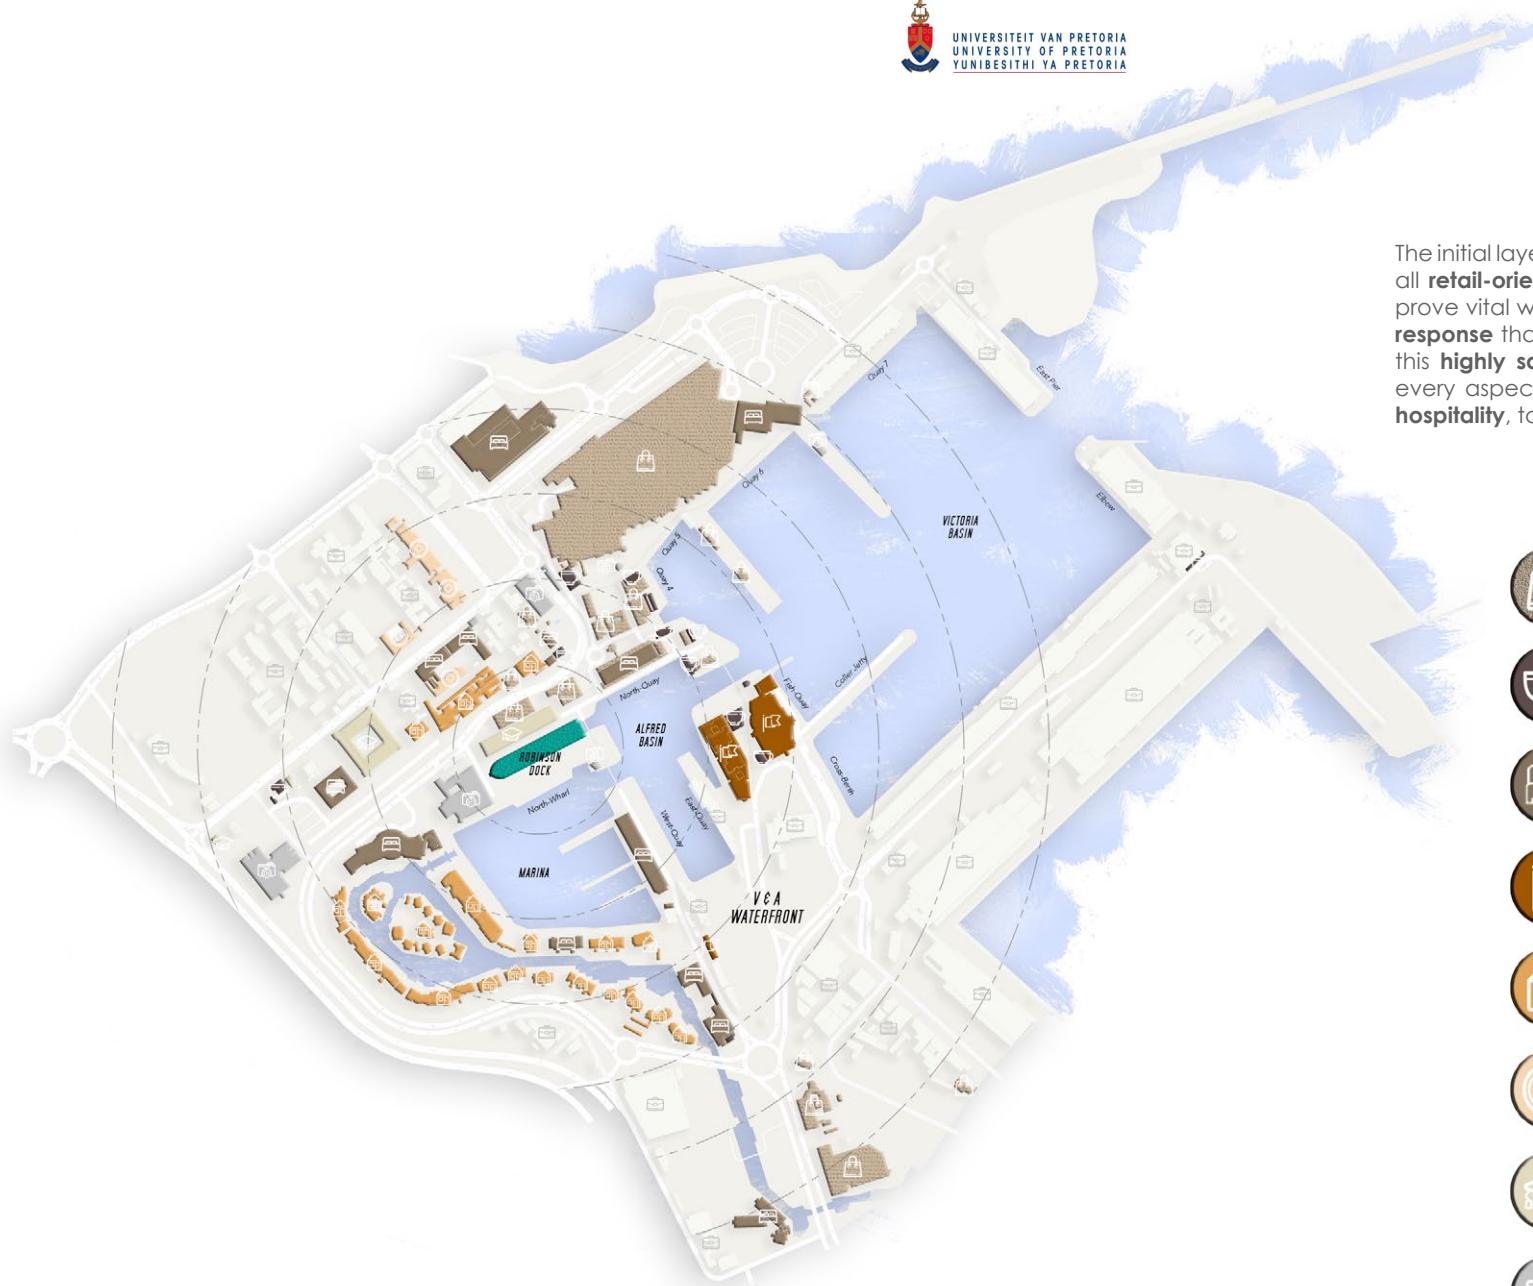 UNIVERSITEIT VAN PRETORIA
UNIVERSITY OF PRETORIA
YUNIBESITHI YA PRETORIA
The initial laye
all retail-orie
prove vital w
response tha
this highly sa
every aspec
hospitality, to
East Pier
Quay 7
Quay 6
Elbow
VICTORIA
BASIN
Quay 5
Quay 4
North-Quay
Fish-Quay
Collier Jetty
ALFRED
BASIN
ROBINSON
DOCK
Cross-Berth
North-Wharf
East-Quay
West-Quay
MARINA
V & A
WATERFRONT